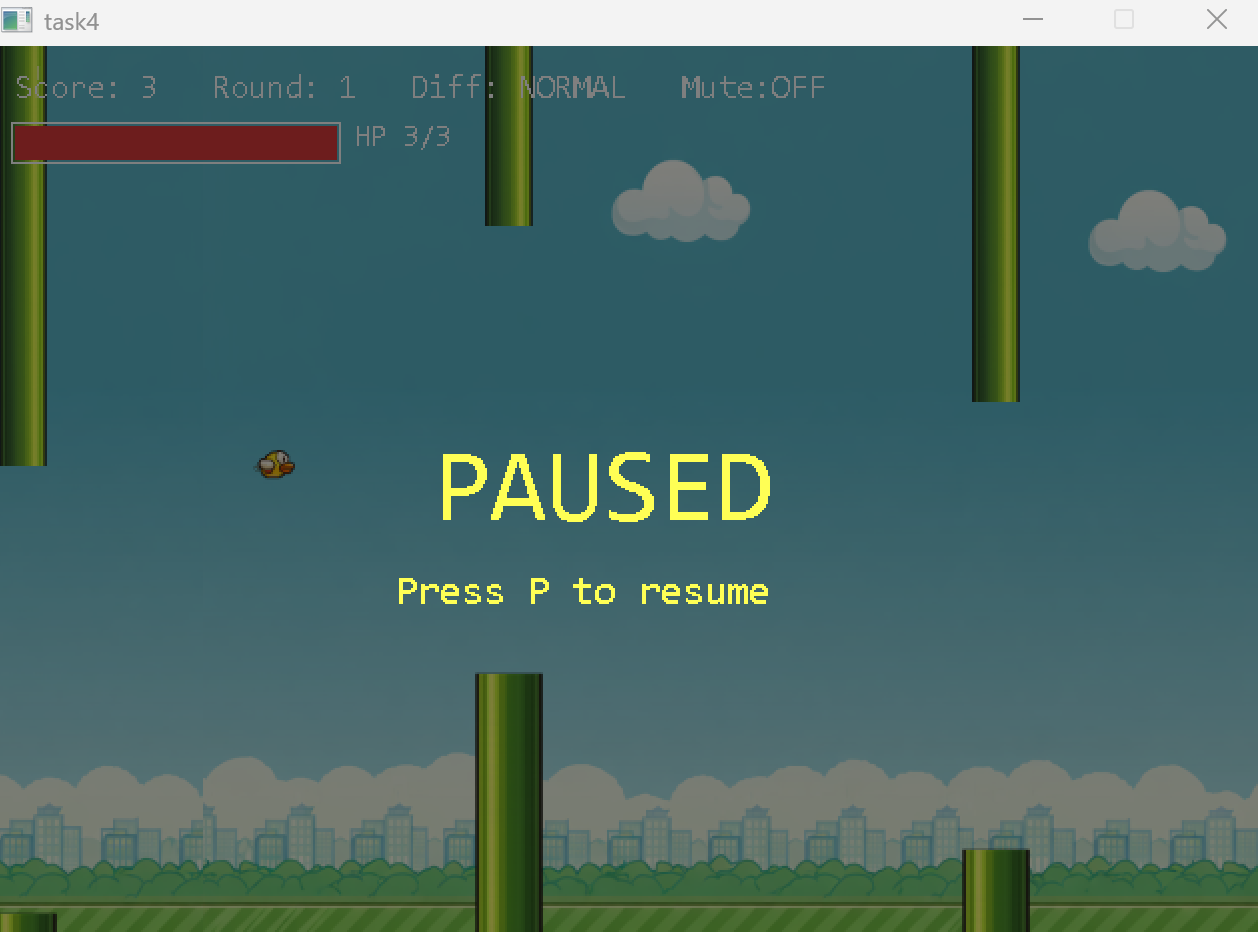 task4
Score: 3 Round: 1 Diff: NORMAL Mute:OFF
HP 3/3
PAUSED
Press P to resume